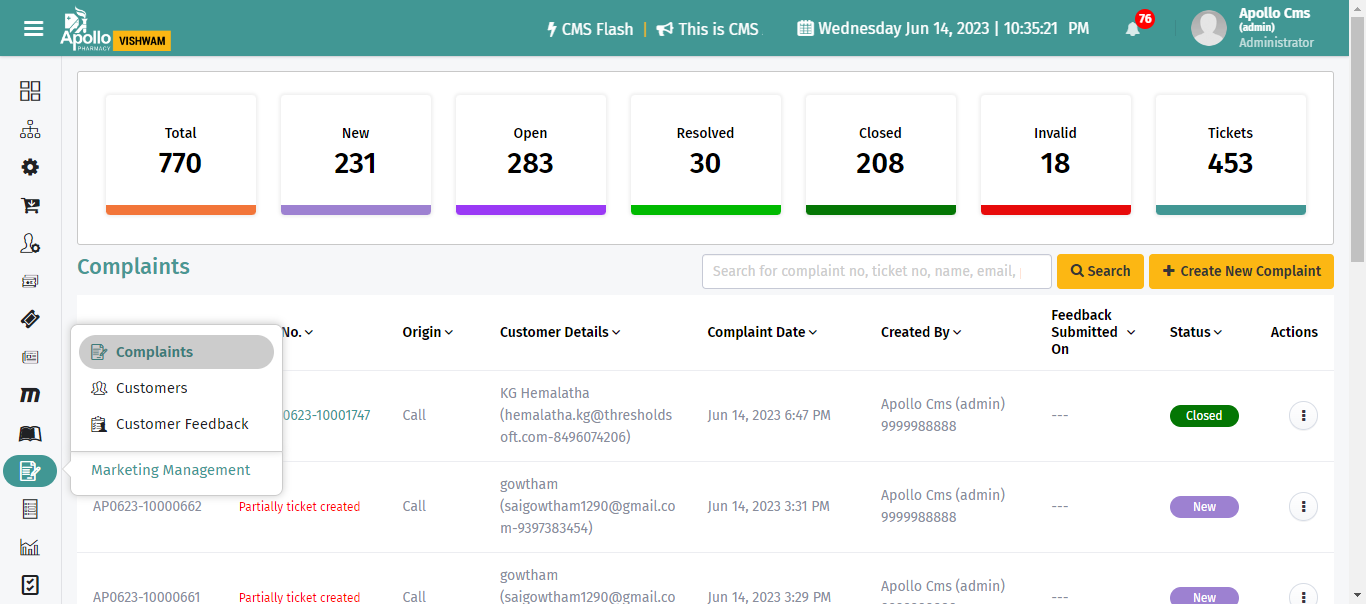 Apollo
PHARMACY
VISHWAM
CMS Flash | This is CMS
Wednesday Jun 14, 2023 | 10:35:21 PM
76
Apollo Cms
(admin)
Administrator
Total
770
New
231
Open
283
Resolved
30
Closed
208
Invalid
18
Tickets
453
Complaints
Search for complaint no, ticket no, name, email,
Search
Create New Complaint
No.
Origin
Customer Details
Complaint Date
Created By
Feedback
Submitted
On
Status
Actions
Complaints
Customers
Customer Feedback
Marketing Management
0623-10001747
Call
KG Hemalatha
(hemalatha.kg@thresholds
soft.com-8496074206)
Jun 14, 2023 6:47 PM
Apollo Cms (admin)
9999988888
---
Closed
AP0623-10000662
Partially ticket created
Call
gowtham
(saigowtham1290@gmail.co
m-9397383454)
Jun 14, 2023 3:31 PM
Apollo Cms (admin)
9999988888
---
New
AP0623-10000661
Partially ticket created
Call
gowtham
(saigowtham1290@gmail.co
Jun 14, 2023 3:29 PM
Apollo Cms (admin)
9999988888
---
New